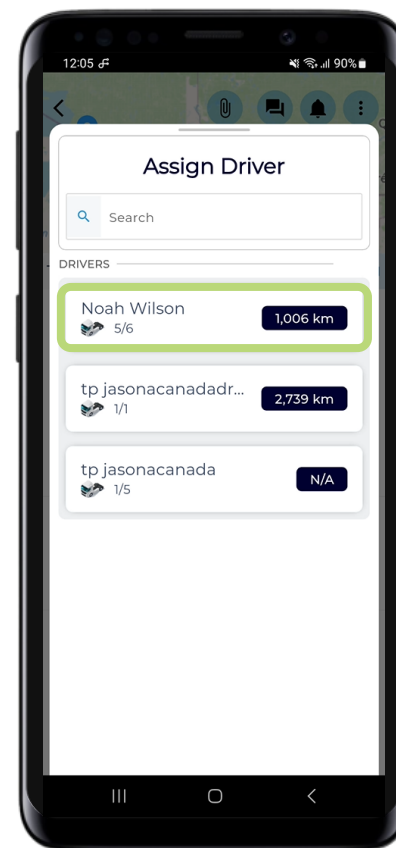 12:05
90%
Assign Driver
Search
DRIVERS
Noah Wilson
5/6
1,006 km
tp jasonacanadadr...
1/1
2,739 km
tp jasonacanada
1/5
N/A